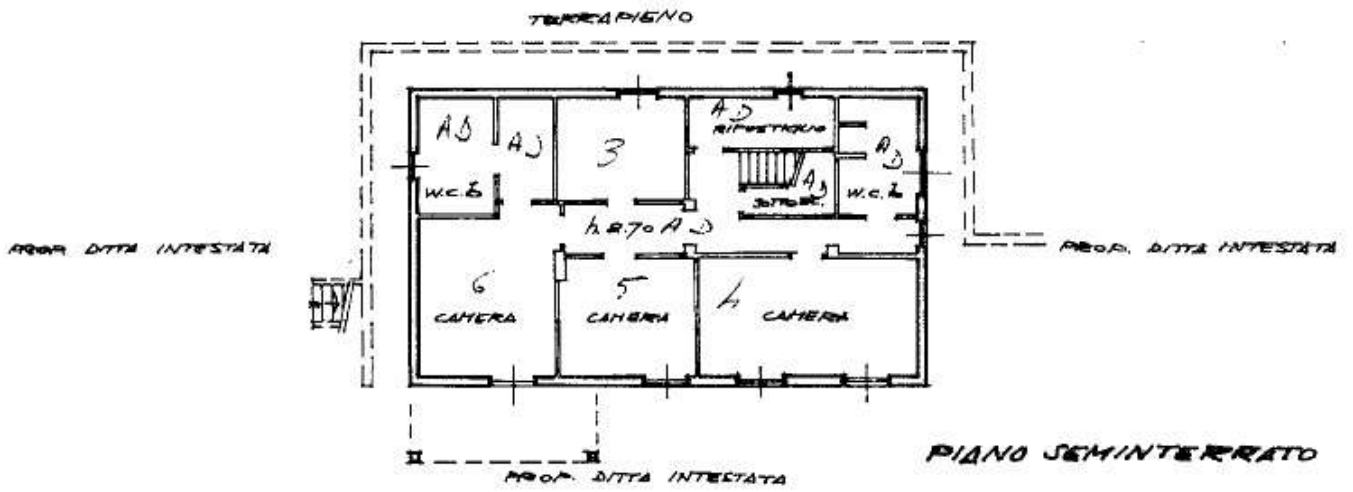 TERRAPIENO
A D
RIPOSTIGLIO
A D
A D
3
A D
A D
W.C. b
SOTTOSC.
W.C. b
h. 2.70 A D
PROP. DITTA INTESTATA
PROP. DITTA INTESTATA
6
5
4
CAMERA
CAMERA
CAMERA
PIANO SEMINTERRATO
PROP. DITTA INTESTATA